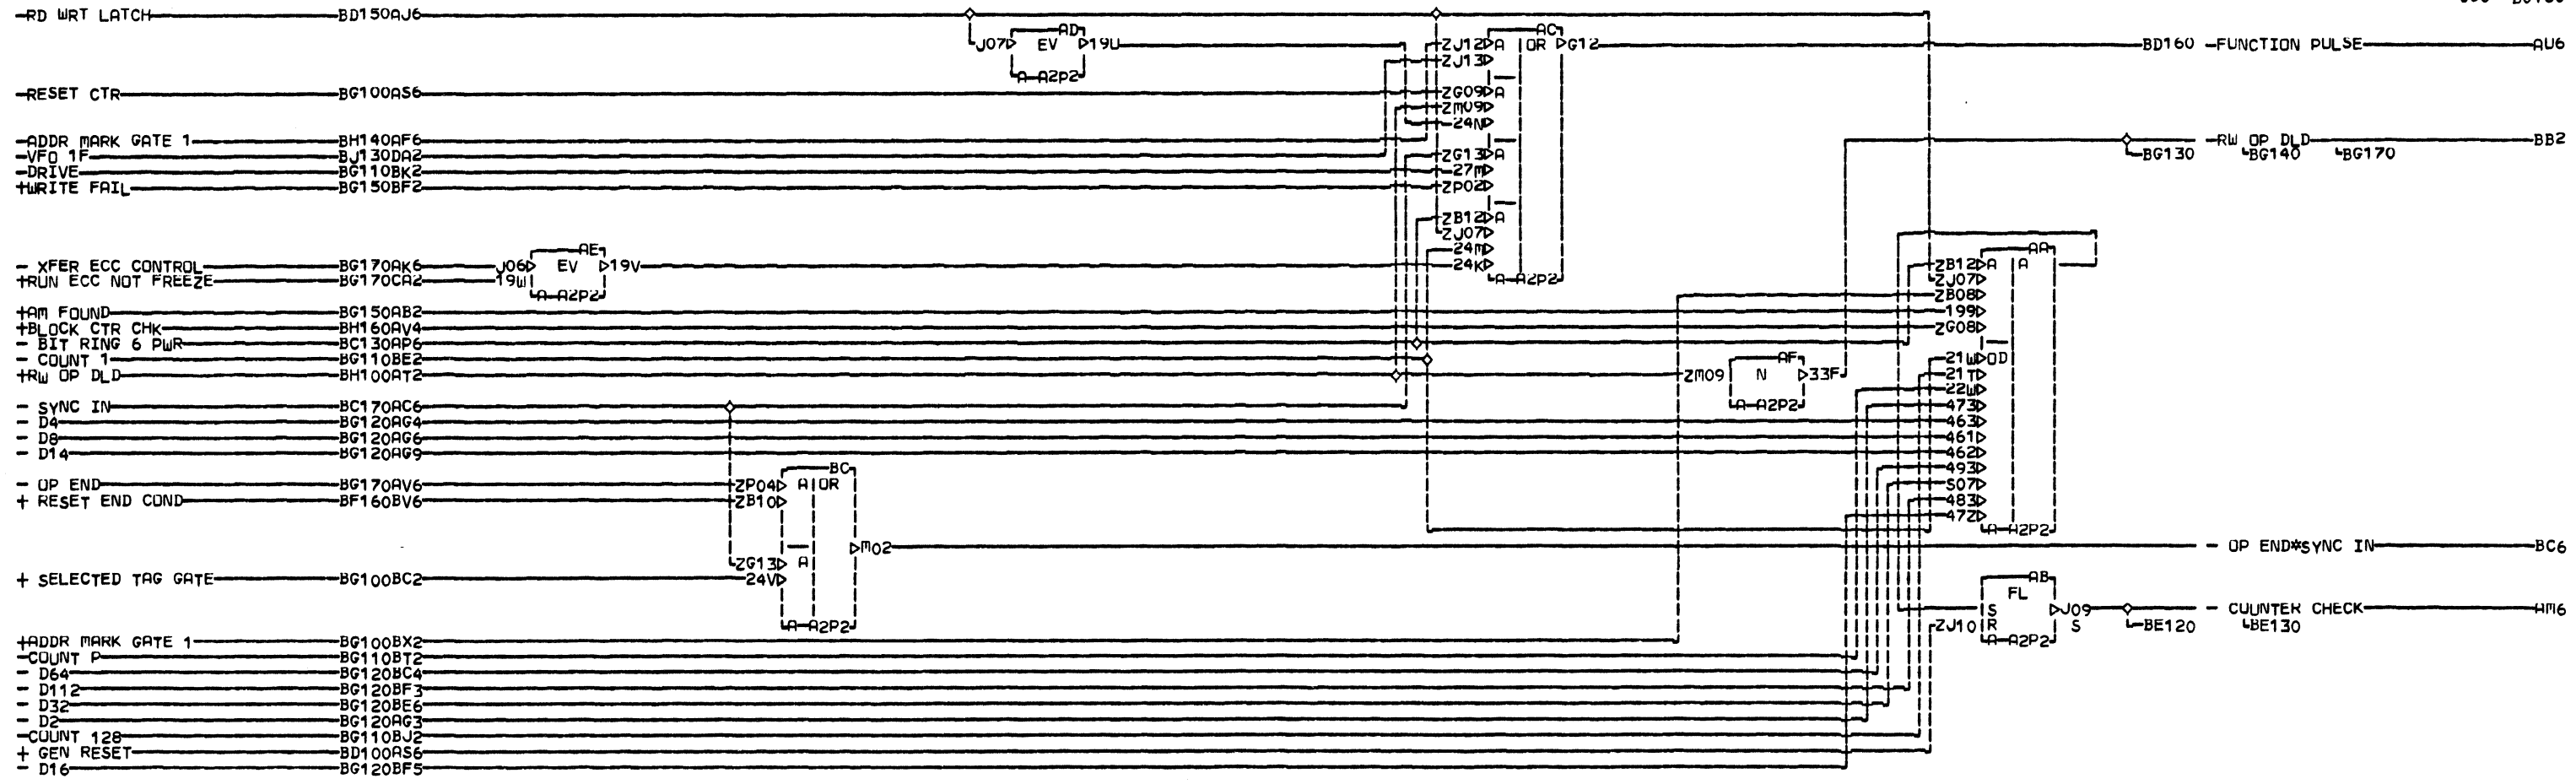 -RD WRT LATCH BD150AJ6
J07 EV AD 19U
A-A2P2
ZJ12 A OR AC G12 BD160 -FUNCTION PULSE AU6
ZJ13
-RESET CTR BG100AS6 ZG09 A
ZM09
24N
-ADDR MARK GATE 1 BH140AF6
-VFO 1F BJ130DA2 ZG13 A
-DRIVE BG110BK2 27M
+WRITE FAIL BG150BF2 ZP02
-RW OP DLD BB2
BG130 BG140 BG170
ZB12 A
ZJ07
24M
24K
A-A2P2
AE
- XFER ECC CONTROL BG170AK6 J06 EV 19V
+RUN ECC NOT FREEZE BG170CA2 19W
A-A2P2
AA
ZB12 A A
ZJ07
ZB08
+AM FOUND BG150AB2 199
+BLOCK CTR CHK BH160AV4 ZG08
- BIT RING 6 PWR BC130AP6
- COUNT 1 BG110BE2 21W OD
+RW OP DLD BH100AT2 ZM09 N AF 33F 21T
A-A2P2
22W
- SYNC IN BC170AC6 473
- D4 BG120AG4 463
- D8 BG120AG6 461
- D14 BG120AG9 462
493
- OP END BG170AV6 ZP04 A OR BC S07
+ RESET END COND BF160BV6 ZB10 483
47Z
A-A2P2
M02 - OP END*SYNC IN BC6
ZG13 A
+ SELECTED TAG GATE BG100BC2 24V
A-A2P2
AB
FL
S J09 - COUNTER CHECK AM6
ZJ10 R S BE120 BE130
A-A2P2
+ADDR MARK GATE 1 BG100BX2
-COUNT P BG110BT2
- D64 BG120BC4
- D112 BG120BF3
- D32 BG120BE6
- D2 BG120AG3
-COUNT 128 BG110BJ2
+ GEN RESET BD100AS6
- D16 BG120BF5